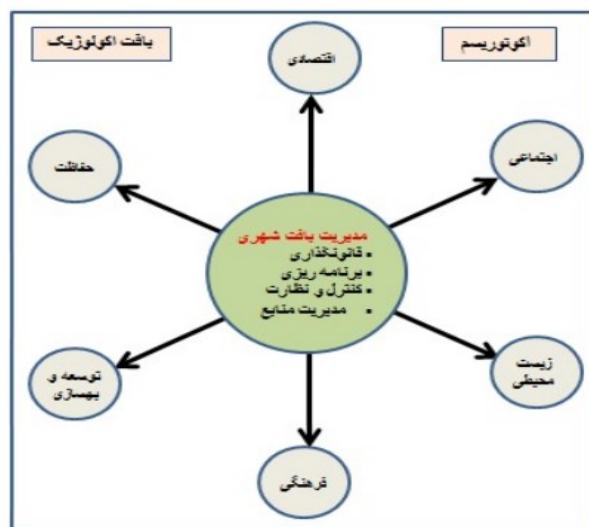 اکوتوریسم
بافت اکولوژیک
اقتصادی
اجتماعی
حفاظت
مدیریت بافت شهری
▪ قانونگذاری
▪ برنامه ریزی
▪ کنترل و نظارت
▪ مدیریت منابع
زیست
محیطی
توسعه و
بهسازی
فرهنگی